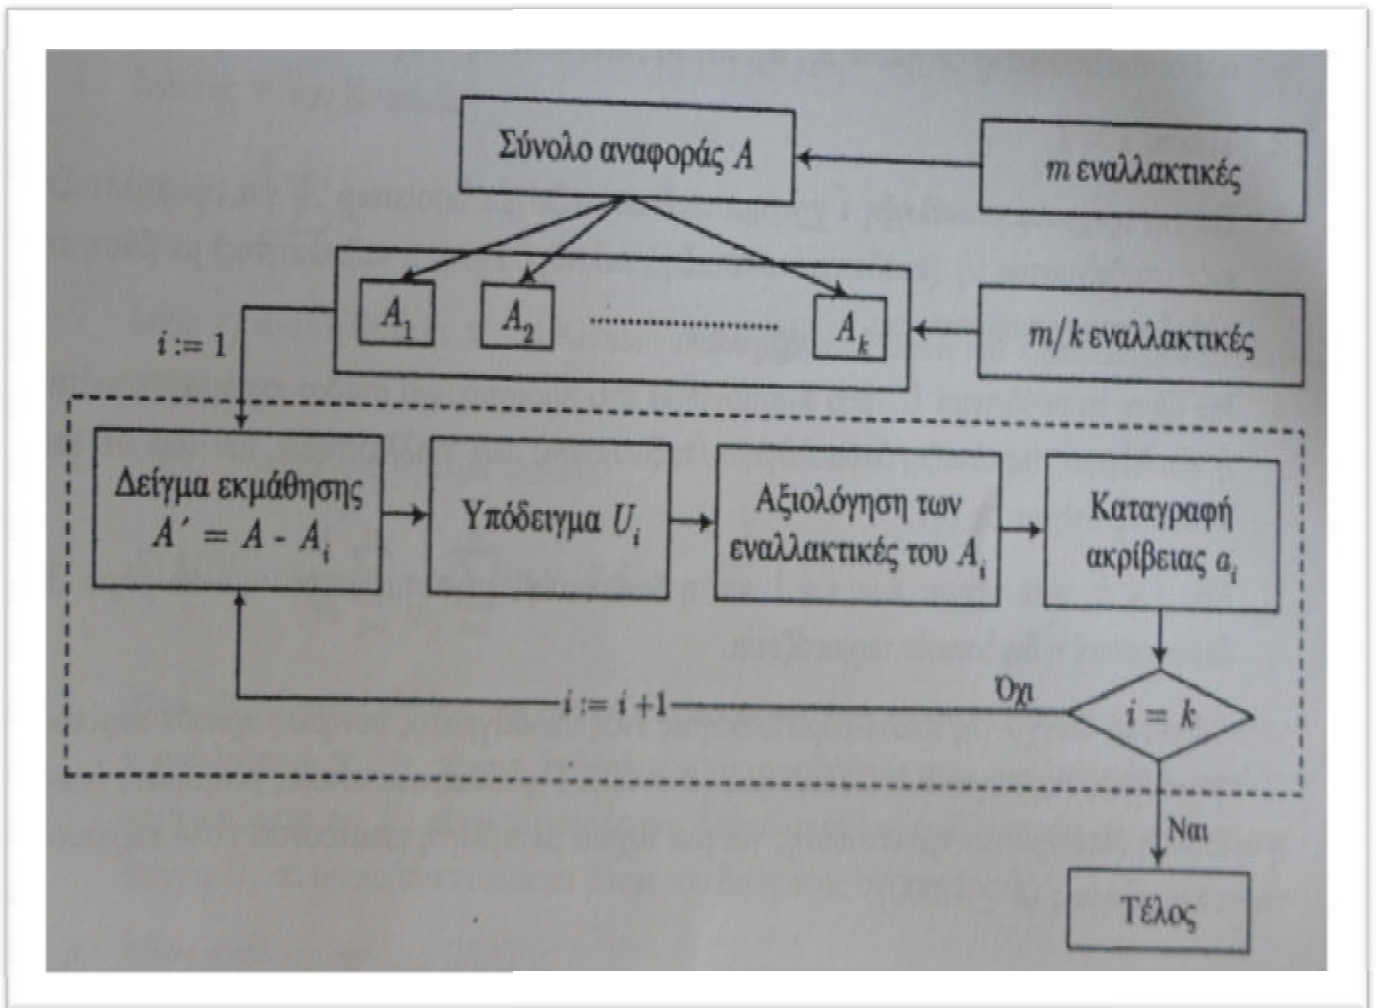 Σύνολο αναφοράς A
m εναλλακτικές
A₁
A₂
Aₖ
m/k εναλλακτικές
i := 1
Δείγμα εκμάθησης
A′ = A - Aᵢ
Υπόδειγμα Uᵢ
Αξιολόγηση των
εναλλακτικές του Aᵢ
Καταγραφή
ακρίβειας aᵢ
Όχι
i := i +1
i = k
Ναι
Τέλος